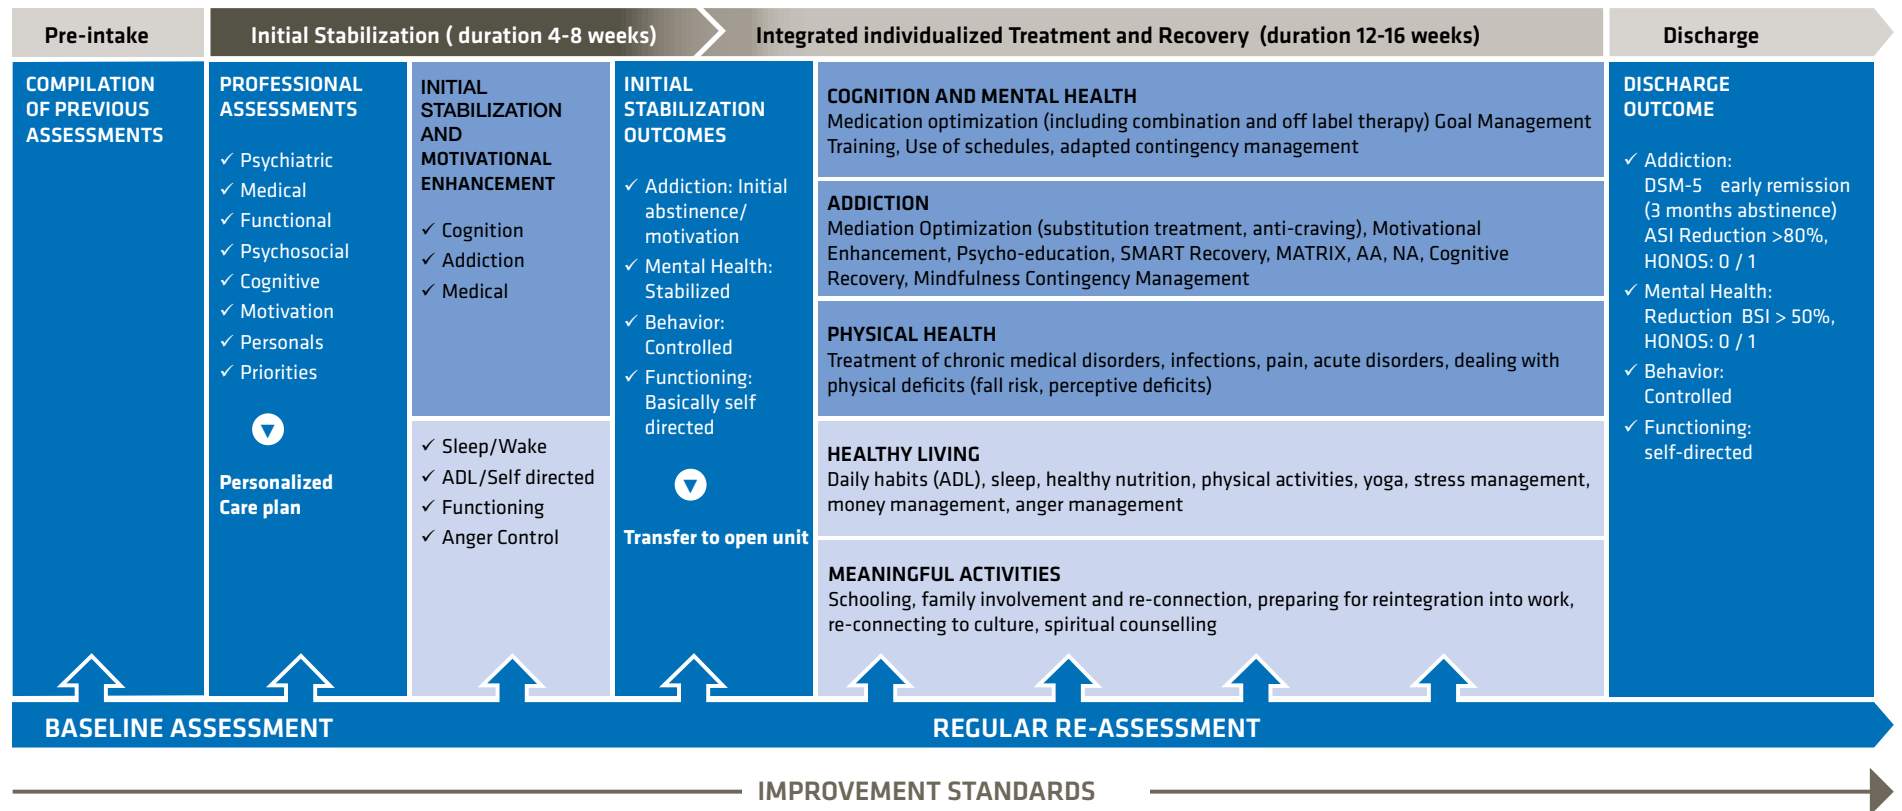 Pre-intake
Initial Stabilization ( duration 4-8 weeks)
Integrated individualized Treatment and Recovery (duration 12-16 weeks)
Discharge
COMPILATION
OF PREVIOUS
ASSESSMENTS
PROFESSIONAL
ASSESSMENTS
✓ Psychiatric
✓ Medical
✓ Functional
✓ Psychosocial
✓ Cognitive
✓ Motivation
✓ Personals
✓ Priorities
Personalized
Care plan
INITIAL
STABILIZATION
AND
MOTIVATIONAL
ENHANCEMENT
✓ Cognition
✓ Addiction
✓ Medical
✓ Sleep/Wake
✓ ADL/Self directed
✓ Functioning
✓ Anger Control
INITIAL
STABILIZATION
OUTCOMES
✓ Addiction: Initial
abstinence/
motivation
✓ Mental Health:
Stabilized
✓ Behavior:
Controlled
✓ Functioning:
Basically self
directed
Transfer to open unit
COGNITION AND MENTAL HEALTH
Medication optimization (including combination and off label therapy) Goal Management
Training, Use of schedules, adapted contingency management
ADDICTION
Mediation Optimization (substitution treatment, anti-craving), Motivational
Enhancement, Psycho-education, SMART Recovery, MATRIX, AA, NA, Cognitive
Recovery, Mindfulness Contingency Management
PHYSICAL HEALTH
Treatment of chronic medical disorders, infections, pain, acute disorders, dealing with
physical deficits (fall risk, perceptive deficits)
HEALTHY LIVING
Daily habits (ADL), sleep, healthy nutrition, physical activities, yoga, stress management,
money management, anger management
MEANINGFUL ACTIVITIES
Schooling, family involvement and re-connection, preparing for reintegration into work,
re-connecting to culture, spiritual counselling
DISCHARGE
OUTCOME
✓ Addiction:
DSM-5 early remission
(3 months abstinence)
ASI Reduction >80%,
HONOS: 0 / 1
✓ Mental Health:
Reduction BSI > 50%,
HONOS: 0 / 1
✓ Behavior:
Controlled
✓ Functioning:
self-directed
BASELINE ASSESSMENT
REGULAR RE-ASSESSMENT
IMPROVEMENT STANDARDS